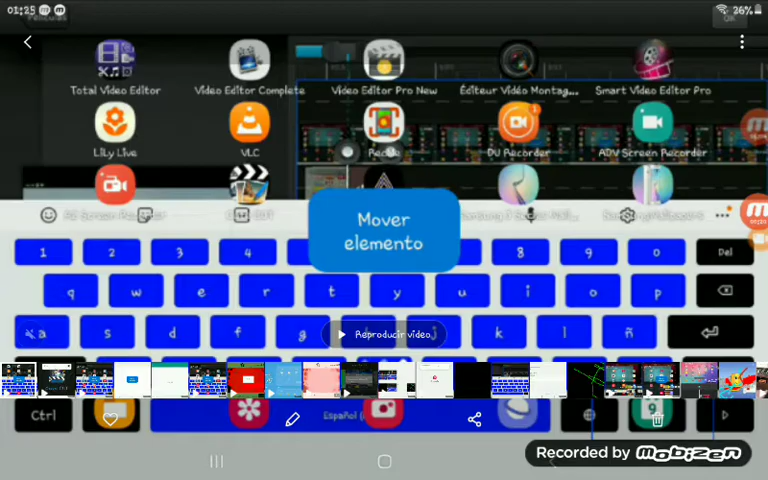 01:25
26%
OK
Total Video Editor
Video Editor Complete
Video Editor Pro New
Éditeur Vidéo Montag...
Smart Video Editor Pro
LiLy Live
VLC
DU Recorder
ADV Screen Recorder
Mover
elemento
1 2 3 4 8 9 0 Del
q w e r t y u i o p
a s d f g j k l ñ
Reproducir vídeo
Ctrl
Español
Recorded by mobizen